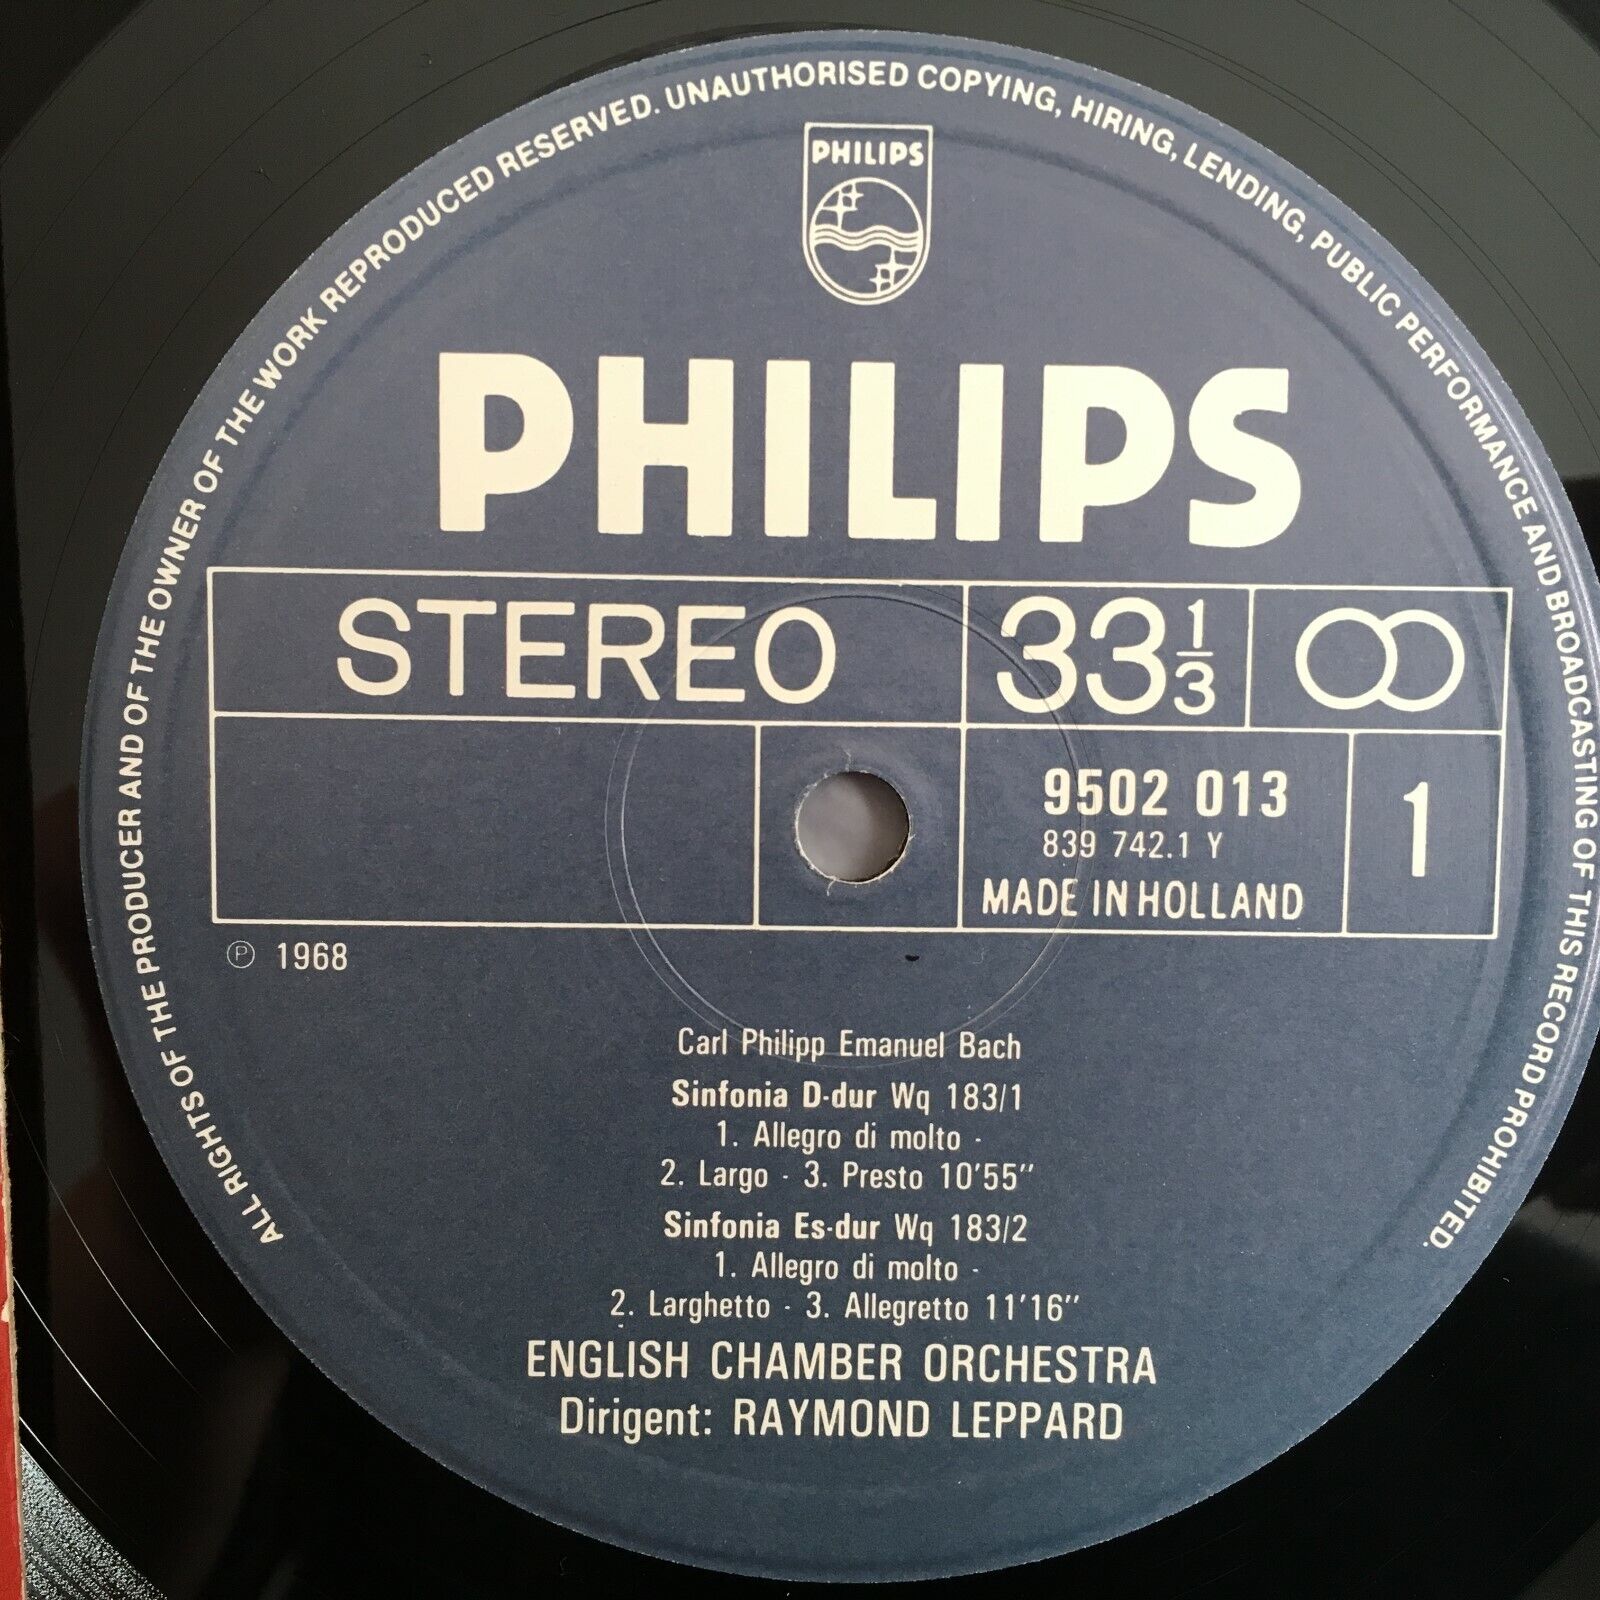 ALL RIGHTS OF THE PRODUCER AND OF THE OWNER OF THE WORK REPRODUCED RESERVED. UNAUTHORISED COPYING, HIRING, LENDING, PUBLIC PERFORMANCE AND BROADCASTING OF THIS RECORD PROHIBITED.
PHILIPS
PHILIPS
STEREO
33 1/3
9502 013
839 742.1 Y
MADE IN HOLLAND
1
℗ 1968
Carl Philipp Emanuel Bach
Sinfonia D-dur Wq 183/1
1. Allegro di molto -
2. Largo - 3. Presto 10'55"
Sinfonia Es-dur Wq 183/2
1. Allegro di molto -
2. Larghetto - 3. Allegretto 11'16"
ENGLISH CHAMBER ORCHESTRA
Dirigent: RAYMOND LEPPARD